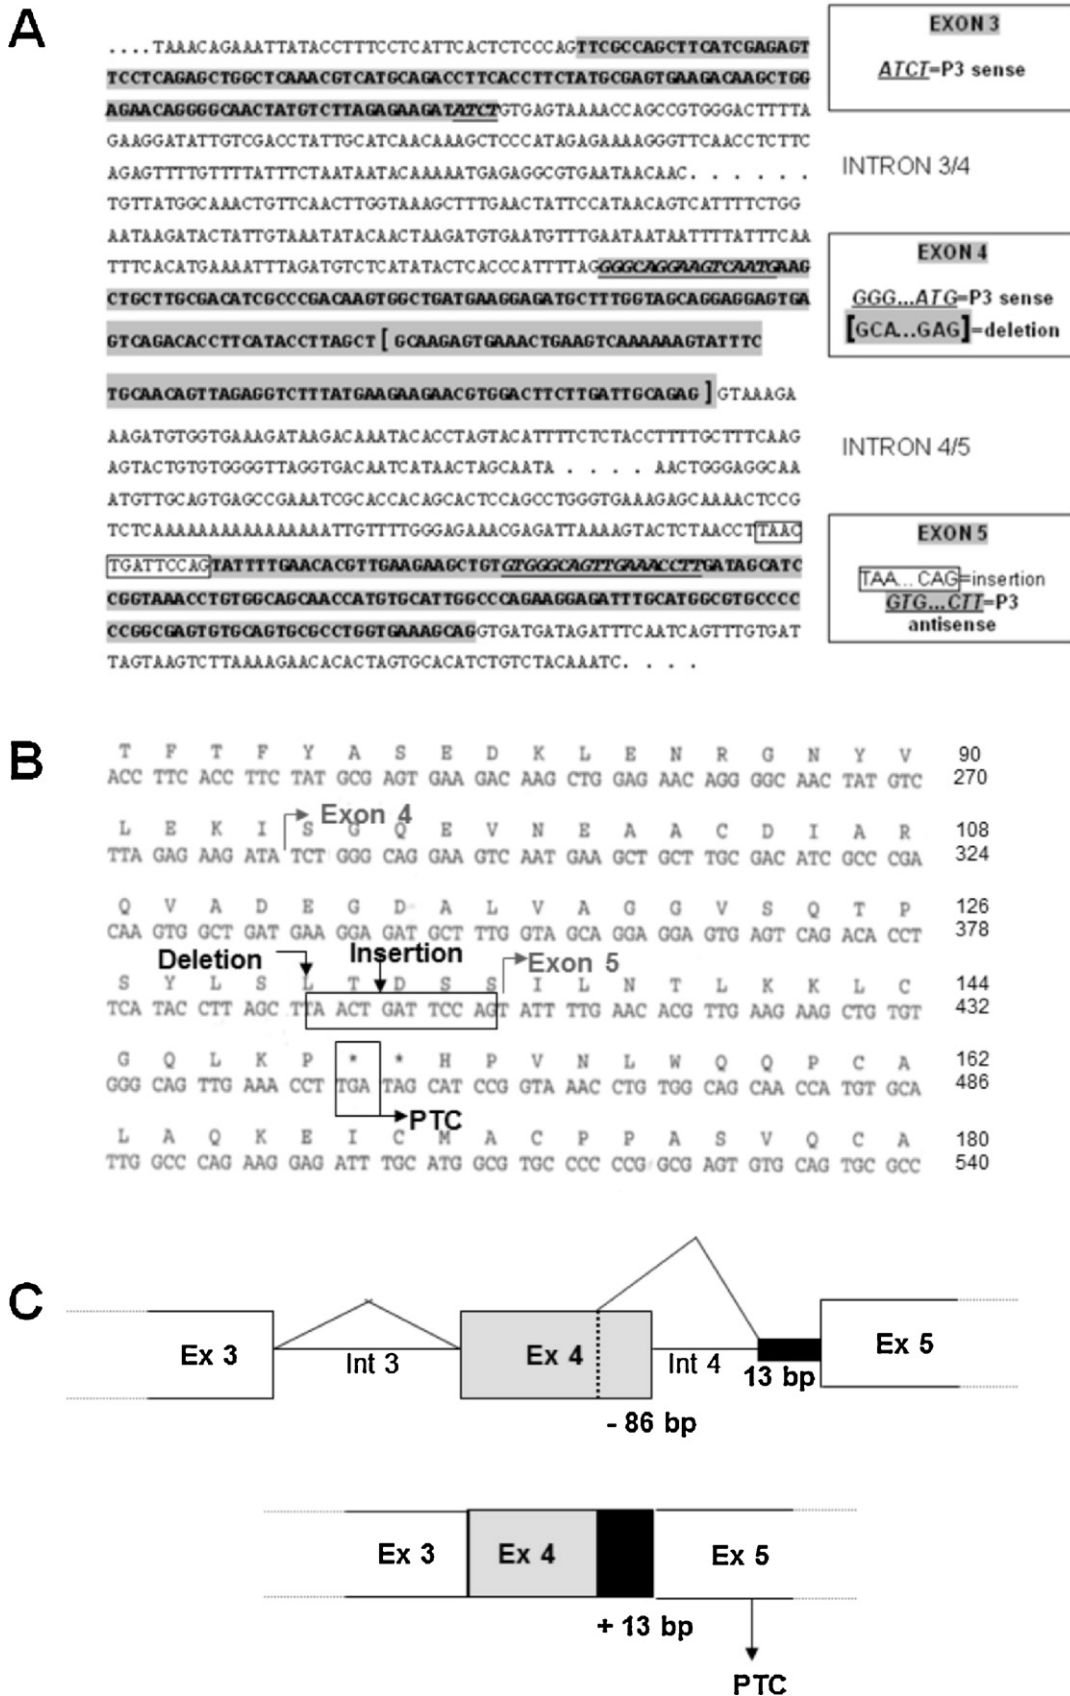 A
....TAAACAGAAATTATACCTTTCCTCATTCACTCTCCCAGTTCGCCAGCTTCATCGAGAGT
TCCTCAGAGCTGGCTCAAACGTCATGCAGACCTTCACCTTCTATGCGAGTGAAGACAAGCTGG
AGAACAGGGGCAACTATGTCTTAGAGAAGATATCTGTGAGTAAAACCAGCCGTGGGACTTTTA
GAAGGATATTGTCGACCTATTGCATCAACAAAGCTCCCATAGAGAAAAGGGTTCAACCTCTTC
AGAGTTTTGTTTTATTTCTAATAATACAAAAATGAGAGGCGTGAATAACAAC. . . . . .
TGTTATGGCAAACTGTTCAACTTGGTAAAGCTTTGAACTATTCCATAACAGTCATTTTCTGG
AATAAGATACTATTGTAAATATACAACTAAGATGTGAATGTTTGAATAATAATTTTATTTCAA
TTTCACATGAAAATTTAGATGTCTCATATACTCACCCATTTTAGGGGCAGGAAGTCAATGAAG
CTGCTTGCGACATCGCCCGACAAGTGGCTGATGAAGGAGATGCTTTGGTAGCAGGAGGAGTGA
GTCAGACACCTTCATACCTTAGCT[ GCAAGAGTGAAACTGAAGTCAAAAAAGTATTTC
TGCAACAGTTAGAGGTCTTTATGAAGAAGAACGTGGACTTCTTGATTGCAGAG ]GTAAAGA
AAGATGTGGTGAAAGATAAGACAAATACACCTAGTACATTTTCTCTACCTTTTGCTTTCAAG
AGTACTGTGTGGGGTTAGGTGACAATCATAACTAGCAATA . . . . AACTGGGAGGCAA
ATGTTGCAGTGAGCCGAAATCGCACCACAGCACTCCAGCCTGGGTGAAAGAGCAAAACTCCG
TCTCAAAAAAAAAAAAAAAAATTGTTTTGGGAGAAACGAGATTAAAAGTACTCTAACCTTAAC
TGATTCCAGTATTTTGAACACGTTGAAGAAGCTGTGTGGGCAGTTGAAACCTTGATAGCATC
CGGTAAACCTGTGGCAGCAACCATGTGCATTGGCCCAGAAGGAGATTTGCATGGCGTGCCCC
CCGGCGAGTGTGCAGTGCGCCTGGTGAAAGCAGGTGATGATAGATTTCAATCAGTTTGTGAT
TAGTAAGTCTTAAAAGAACACACTAGTGCACATCTGTCTACAAATC. . . .
EXON 3
ATCT=P3 sense
INTRON 3/4
EXON 4
GGG...ATG=P3 sense
[GCA...GAG]=deletion
INTRON 4/5
EXON 5
TAA...CAG=insertion
GTG...CTT=P3
antisense
B
T F T F Y A S E D K L E N R G N Y V 90
ACC TTC ACC TTC TAT GCG AGT GAA GAC AAG CTG GAG AAC AGG GGC AAC TAT GTC 270
Exon 4
L E K I S G Q E V N E A A C D I A R 108
TTA GAG AAG ATA TCT GGG CAG GAA GTC AAT GAA GCT GCT TGC GAC ATC GCC CGA 324
Q V A D E G D A L V A G G V S Q T P 126
CAA GTG GCT GAT GAA GGA GAT GCT TTG GTA GCA GGA GGA GTG AGT CAG ACA CCT 378
Deletion Insertion Exon 5
S Y L S L T D S S I L N T L K K L C 144
TCA TAC CTT AGC TTA ACT GAT TCC AGT ATT TTG AAC ACG TTG AAG AAG CTG TGT 432
G Q L K P * * H P V N L W Q Q P C A 162
GGG CAG TTG AAA CCT TGA TAG CAT CCG GTA AAC CTG TGG CAG CAA CCA TGT GCA 486
PTC
L A Q K E I C M A C P P A S V Q C A 180
TTG GCC CAG AAG GAG ATT TGC ATG GCG TGC CCC CCG GCG AGT GTG CAG TGC GCC 540
C
Ex 3 Int 3 Ex 4 Int 4 13 bp Ex 5
- 86 bp
Ex 3 Ex 4 Ex 5
+ 13 bp
PTC